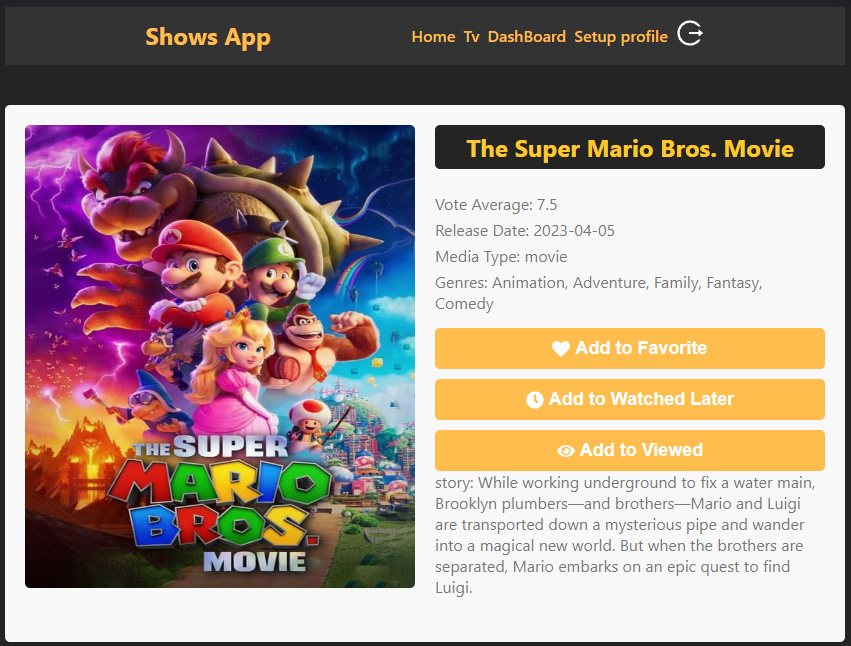 Shows App
Home Tv DashBoard Setup profile
THE SUPER
MARIO
BROS.
MOVIE
The Super Mario Bros. Movie
Vote Average: 7.5
Release Date: 2023-04-05
Media Type: movie
Genres: Animation, Adventure, Family, Fantasy,
Comedy
Add to Favorite
Add to Watched Later
Add to Viewed
story: While working underground to fix a water main,
Brooklyn plumbers—and brothers—Mario and Luigi
are transported down a mysterious pipe and wander
into a magical new world. But when the brothers are
separated, Mario embarks on an epic quest to find
Luigi.